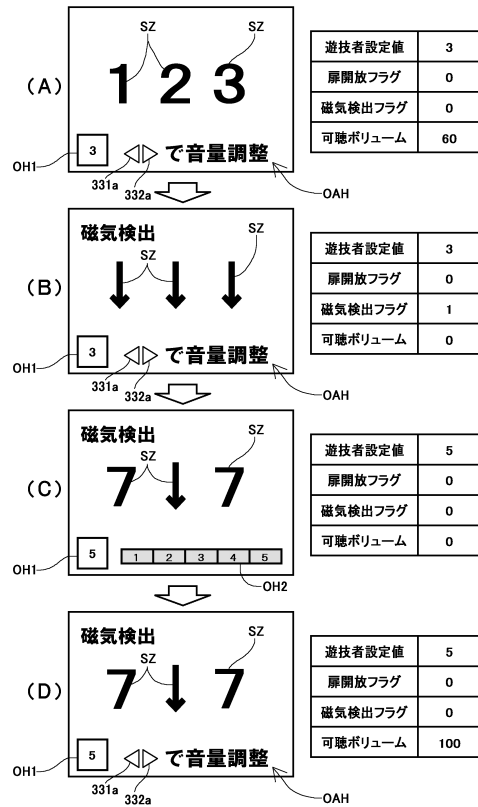 (A)
SZ SZ
1 2 3
3
OH1
331a 332a
で音量調整
OAH
遊技者設定値 3
扉開放フラグ 0
磁気検出フラグ 0
可聴ボリューム 60
(B)
磁気検出
SZ SZ
3
OH1
331a 332a
で音量調整
OAH
遊技者設定値 3
扉開放フラグ 0
磁気検出フラグ 1
可聴ボリューム 0
(C)
磁気検出
SZ SZ
7 7
5
OH1
1 2 3 4 5
OH2
遊技者設定値 5
扉開放フラグ 0
磁気検出フラグ 0
可聴ボリューム 0
(D)
磁気検出
SZ SZ
7 7
5
OH1
331a 332a
で音量調整
OAH
遊技者設定値 5
扉開放フラグ 0
磁気検出フラグ 0
可聴ボリューム 100